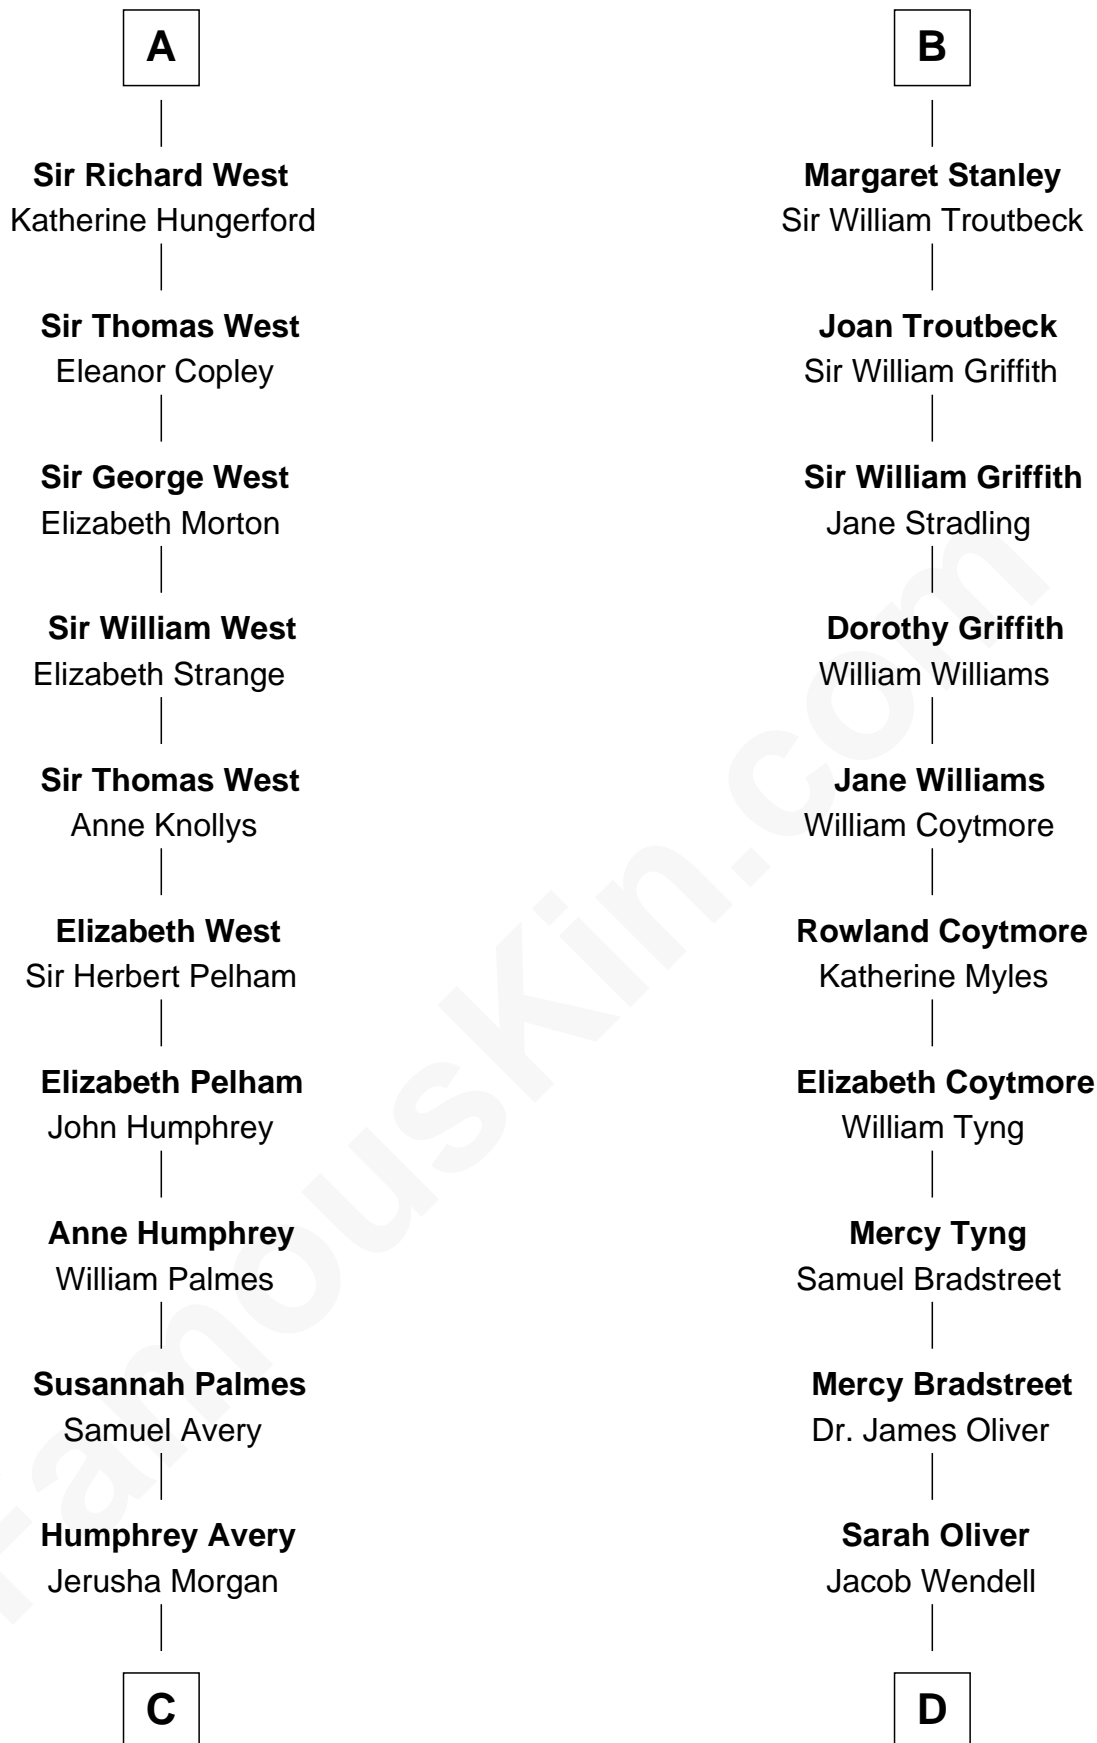 A
Sir Richard West
Katherine Hungerford
Sir Thomas West
Eleanor Copley
Sir George West
Elizabeth Morton
Sir William West
Elizabeth Strange
Sir Thomas West
Anne Knollys
Elizabeth West
Sir Herbert Pelham
Elizabeth Pelham
John Humphrey
Anne Humphrey
William Palmes
Susannah Palmes
Samuel Avery
Humphrey Avery
Jerusha Morgan
C
B
Margaret Stanley
Sir William Troutbeck
Joan Troutbeck
Sir William Griffith
Sir William Griffith
Jane Stradling
Dorothy Griffith
William Williams
Jane Williams
William Coytmore
Rowland Coytmore
Katherine Myles
Elizabeth Coytmore
William Tyng
Mercy Tyng
Samuel Bradstreet
Mercy Bradstreet
Dr. James Oliver
Sarah Oliver
Jacob Wendell
D
FamousKin.com